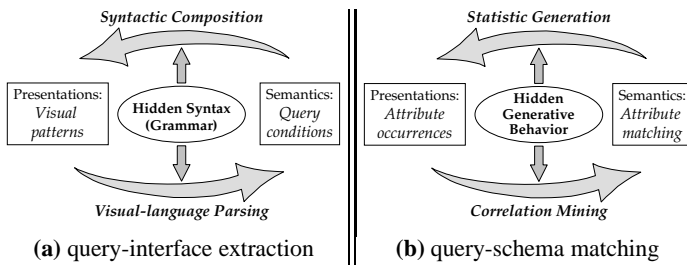 Syntactic Composition
Presentations:
Visual
patterns
Hidden Syntax
(Grammar)
Semantics:
Query
conditions
Visual-language Parsing
(a) query-interface extraction
Statistic Generation
Presentations:
Attribute
occurrences
Hidden
Generative
Behavior
Semantics:
Attribute
matching
Correlation Mining
(b) query-schema matching